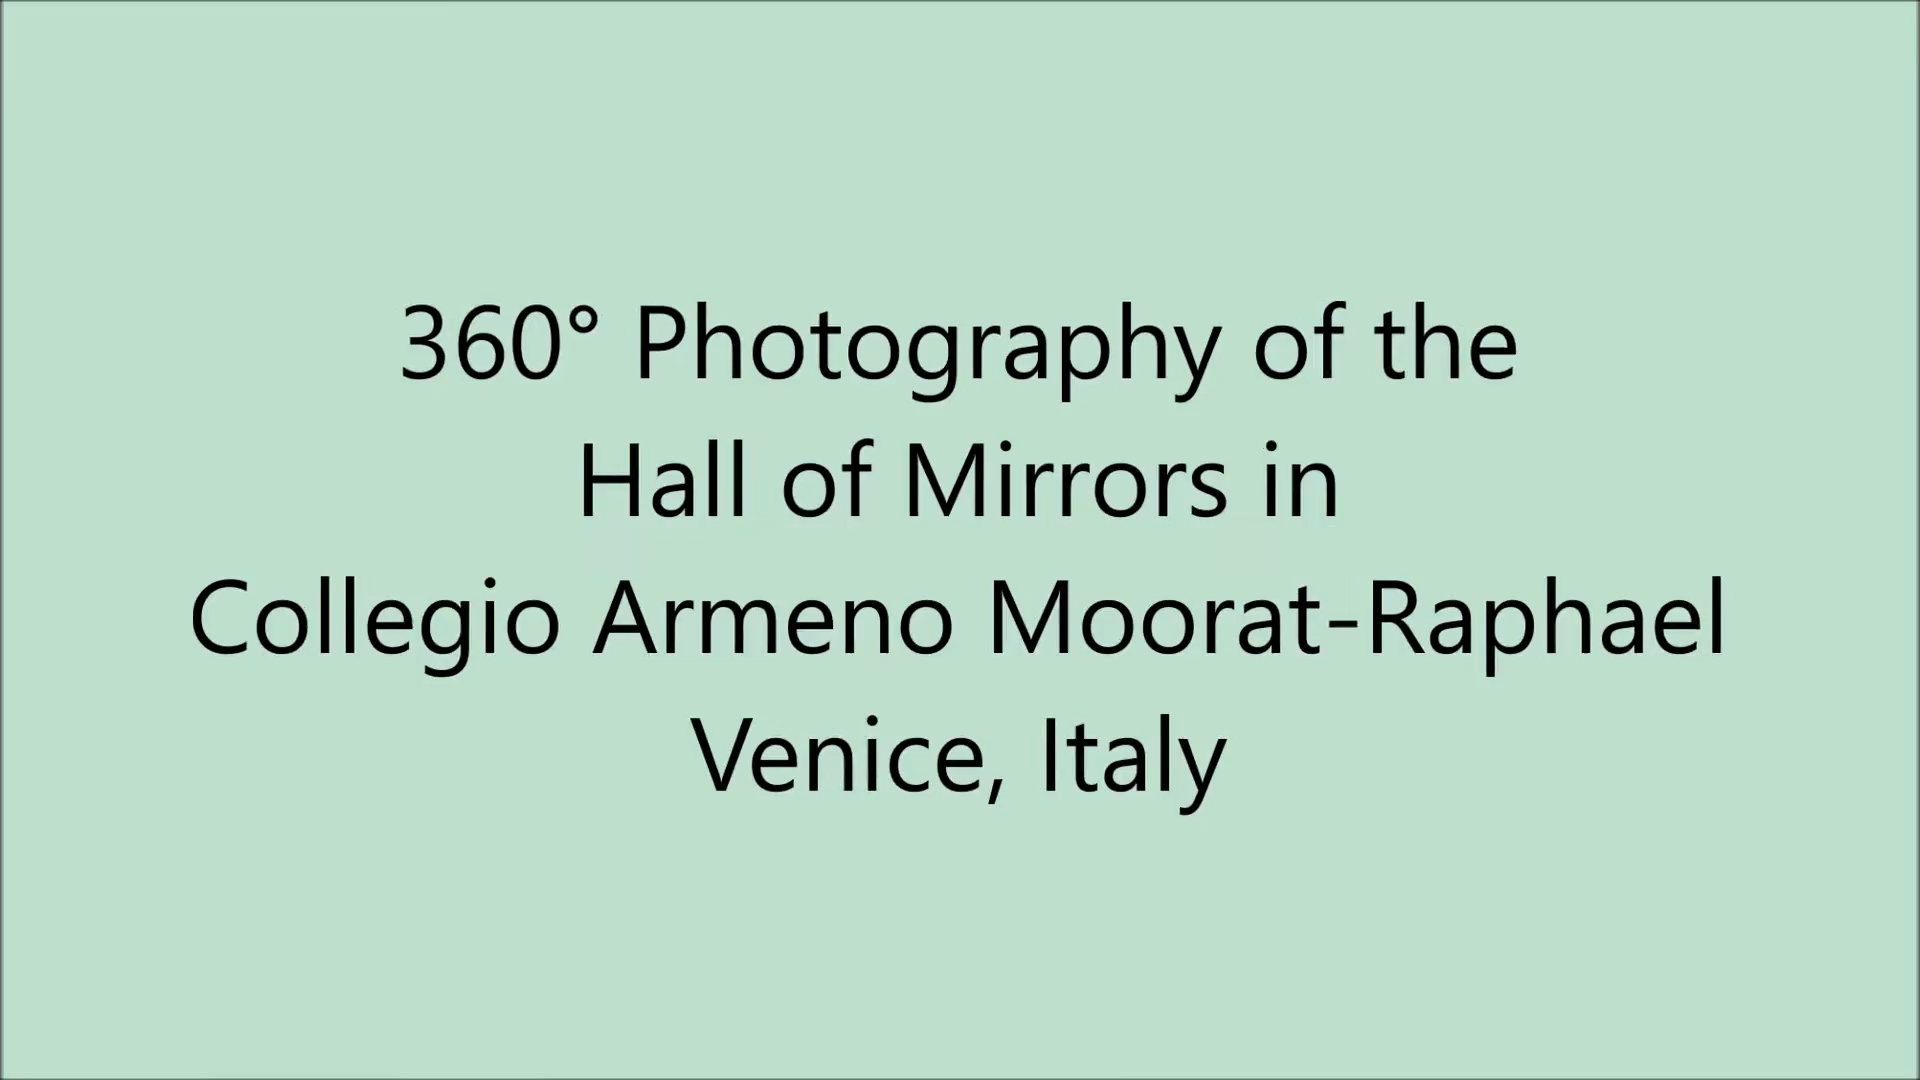 360° Photography of the
Hall of Mirrors in
Collegio Armeno Moorat-Raphael
Venice, Italy